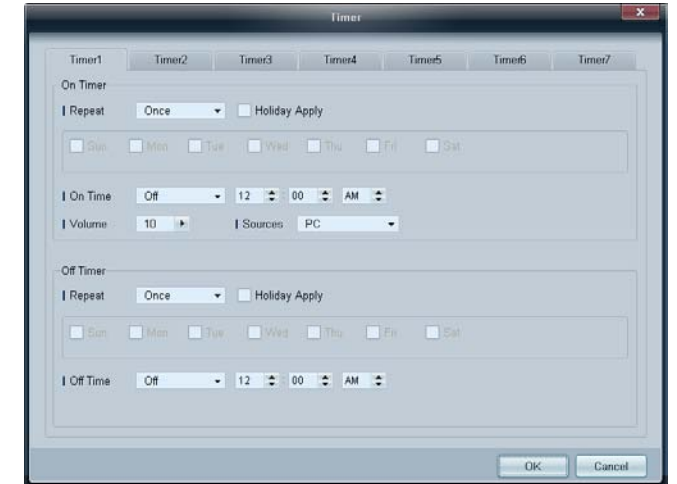 Timer
Timer1 Timer2 Timer3 Timer4 Timer5 Timer6 Timer7
On Timer
Repeat Once Holiday Apply
Sun Mon Tue Wed Thu Fri Sat
On Time Off 12 : 00 AM
Volume 10 Sources PC
Off Timer
Repeat Once Holiday Apply
Sun Mon Tue Wed Thu Fri Sat
Off Time Off 12 : 00 AM
OK Cancel